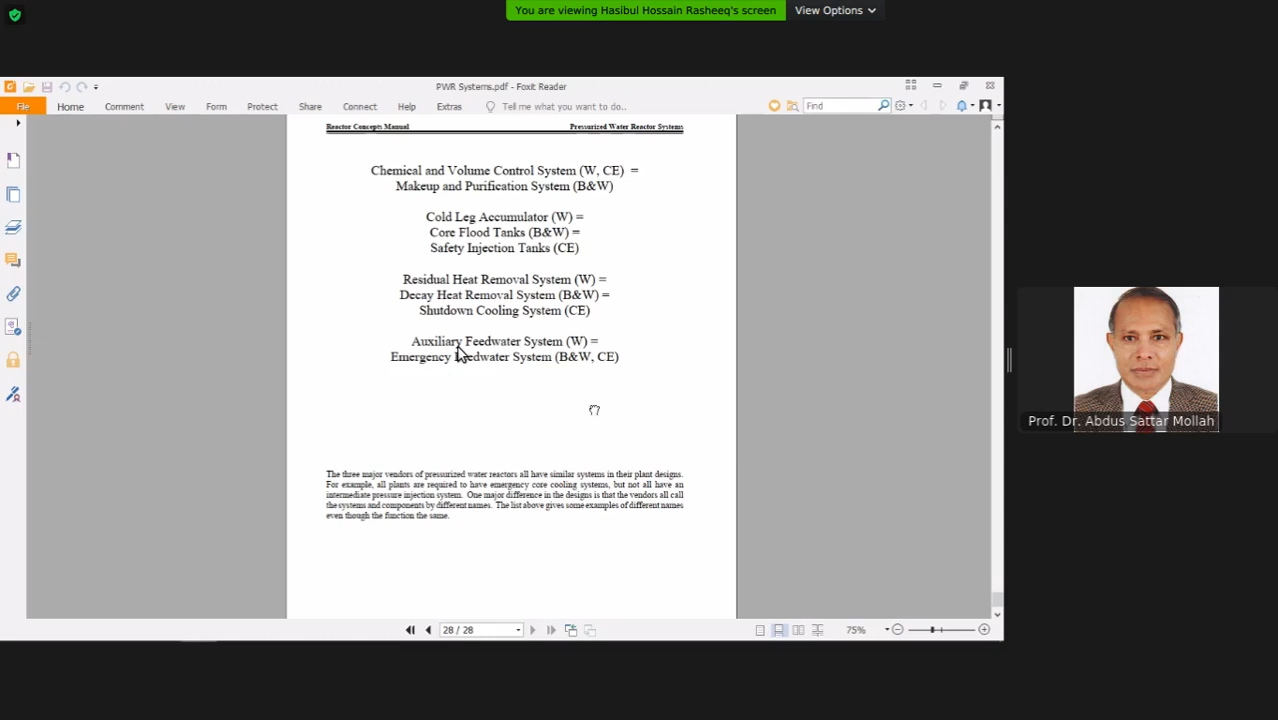 You are viewing Hasibul Hossain Rasheeq's screen View Options
PWR Systems.pdf - Foxit Reader
File Home Comment View Form Protect Share Connect Help Extras Tell me what you want to do.. Find
Reactor Concepts Manual Pressurized Water Reactor Systems
Chemical and Volume Control System (W, CE) =
Makeup and Purification System (B&W)
Cold Leg Accumulator (W) =
Core Flood Tanks (B&W) =
Safety Injection Tanks (CE)
Residual Heat Removal System (W) =
Decay Heat Removal System (B&W) =
Shutdown Cooling System (CE)
Auxiliary Feedwater System (W) =
Emergency Feedwater System (B&W, CE)
The three major vendors of pressurized water reactors all have similar systems in their plant designs.
For example, all plants are required to have emergency core cooling systems, but not all have an
intermediate pressure injection system. One major difference in the designs is that the vendors all call
the systems and components by different names. The list above gives some examples of different names
even though the function the same.
28 / 28
75%
Prof. Dr. Abdus Sattar Mollah